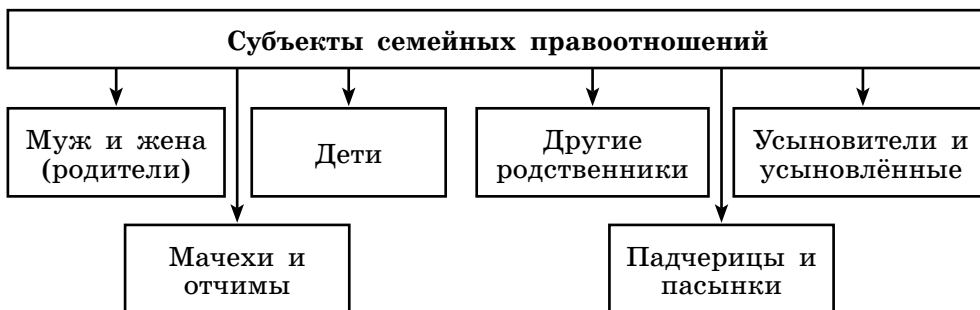 Субъекты семейных правоотношений
Муж и жена
(родители)
Дети
Другие
родственники
Усыновители и
усыновлённые
Мачехи и
отчимы
Падчерицы и
пасынки